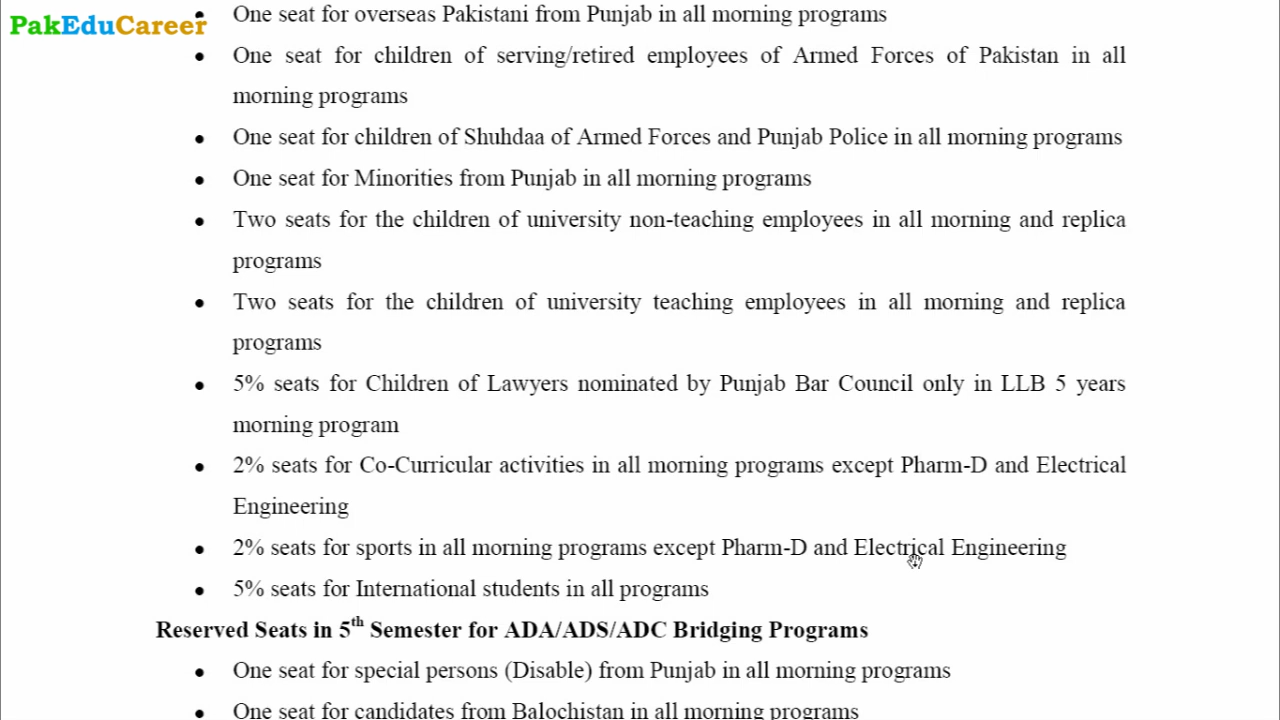 PakEduCareer
• One seat for overseas Pakistani from Punjab in all morning programs
• One seat for children of serving/retired employees of Armed Forces of Pakistan in all
morning programs
• One seat for children of Shuhdaa of Armed Forces and Punjab Police in all morning programs
• One seat for Minorities from Punjab in all morning programs
• Two seats for the children of university non-teaching employees in all morning and replica
programs
• Two seats for the children of university teaching employees in all morning and replica
programs
• 5% seats for Children of Lawyers nominated by Punjab Bar Council only in LLB 5 years
morning program
• 2% seats for Co-Curricular activities in all morning programs except Pharm-D and Electrical
Engineering
• 2% seats for sports in all morning programs except Pharm-D and Electrical Engineering
• 5% seats for International students in all programs
Reserved Seats in 5th Semester for ADA/ADS/ADC Bridging Programs
• One seat for special persons (Disable) from Punjab in all morning programs
• One seat for candidates from Balochistan in all morning programs